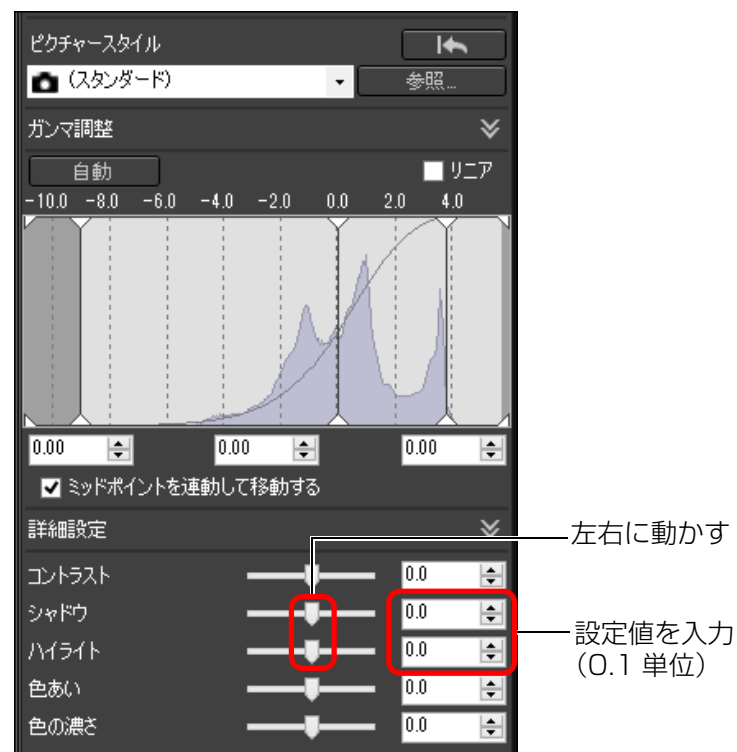 ピクチャースタイル
(スタンダード)
参照...
ガンマ調整
自動
リニア
-10.0 -8.0 -6.0 -4.0 -2.0 0.0 2.0 4.0
0.00 0.00 0.00
ミッドポイントを連動して移動する
詳細設定
左右に動かす
コントラスト 0.0
シャドウ 0.0
ハイライト 0.0
設定値を入力
(0.1 単位)
色あい 0.0
色の濃さ 0.0